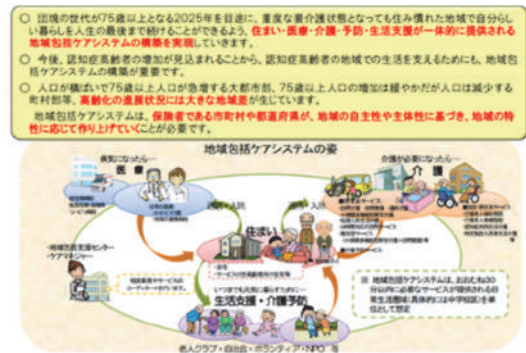 ○ 団塊の世代が75歳以上となる2025年を目途に、重度な要介護状態となっても住み慣れた地域で自分らしい
暮らしを人生の最後まで続けることができるよう、住まい・医療・介護・予防・生活支援が一体的に提供される
地域包括ケアシステムの構築を実現していきます。
○ 今後、認知症高齢者の増加が見込まれることから、認知症高齢者の地域での生活を支えるためにも、地域包
括ケアシステムの構築が重要です。
○ 人口が横ばいで75歳以上人口が急増する大都市部、75歳以上人口の増加は緩やかだが人口は減少する
町村部等、高齢化の進展状況には大きな地域差が生じています。
地域包括ケアシステムは、保険者である市町村や都道府県が、地域の自主性や主体性に基づき、地域の特
性に応じて作り上げていくことが必要です。
地域包括ケアシステムの姿
病気になったら…
医療
介護が必要になったら…
介護
住まい
・地域包括支援センター
・ケアマネジャー
いつまでも元気に暮らすために…
生活支援・介護予防
※ 地域包括ケアシステムは、おおむね30
分以内に必要なサービスが提供される日
常生活圏域(具体的には中学校区)を単
位として想定
老人クラブ・自治会・ボランティア・NPO 等